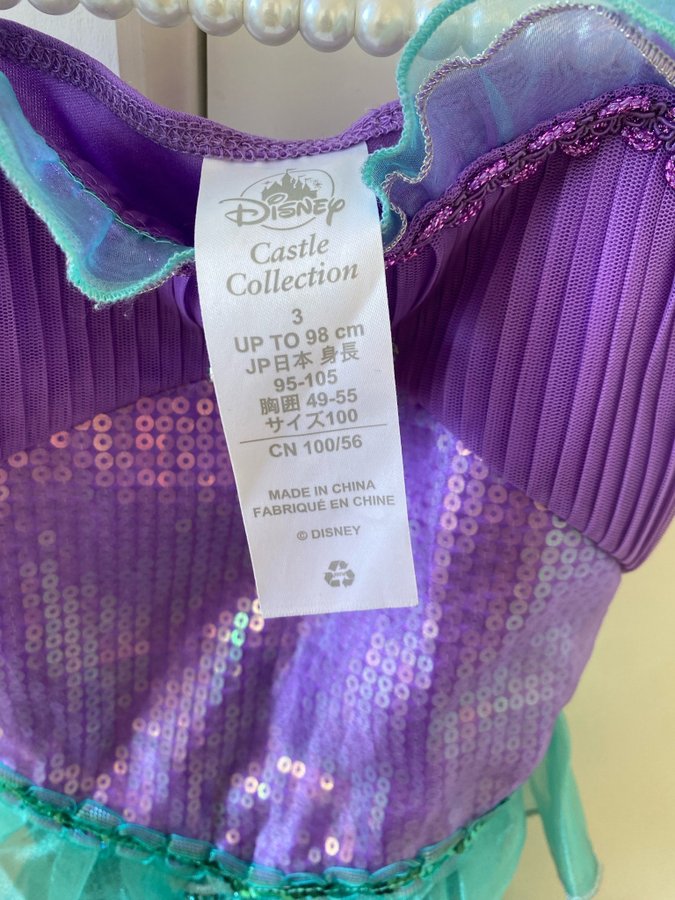 Disney
Castle
Collection
3
UP TO 98 cm
JP日本 身長
95-105
胸囲 49-55
サイズ100
CN 100/56
MADE IN CHINA
FABRIQUÉ EN CHINE
© DISNEY